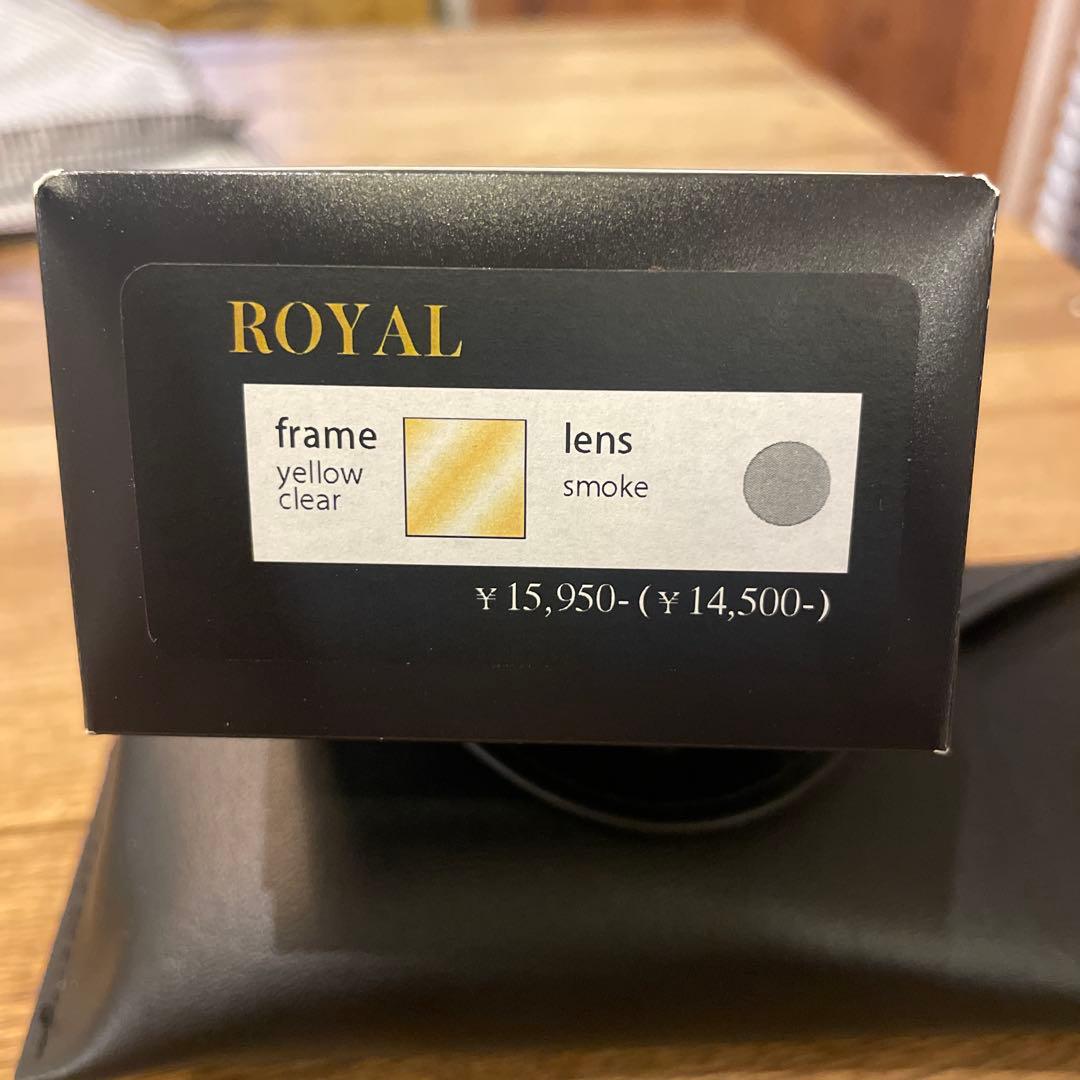 ROYAL
frame
yellow
clear
lens
smoke
￥15,950-(￥14,500-)